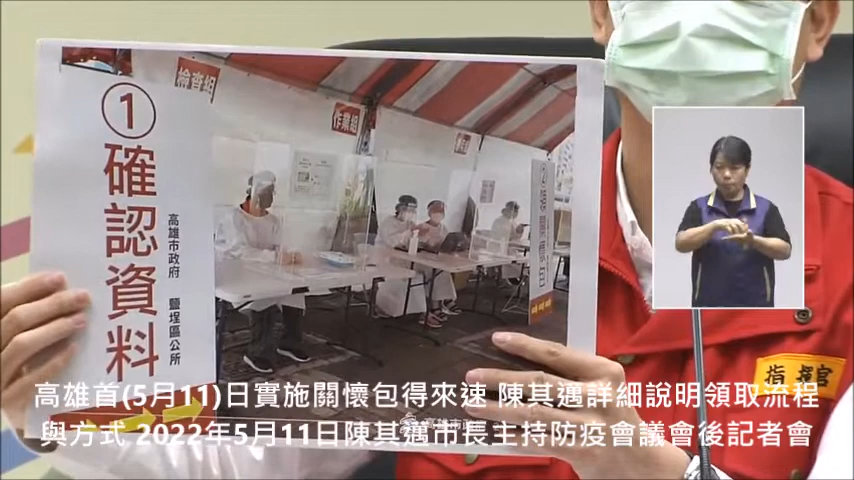 檢查組
作業組
①確認資料
高雄市政府 鹽埕區公所
指揮官
高雄首(5月11)日實施關懷包得來速 陳其邁詳細說明領取流程
與方式 2022年5月11日陳其邁市長主持防疫會議會後記者會